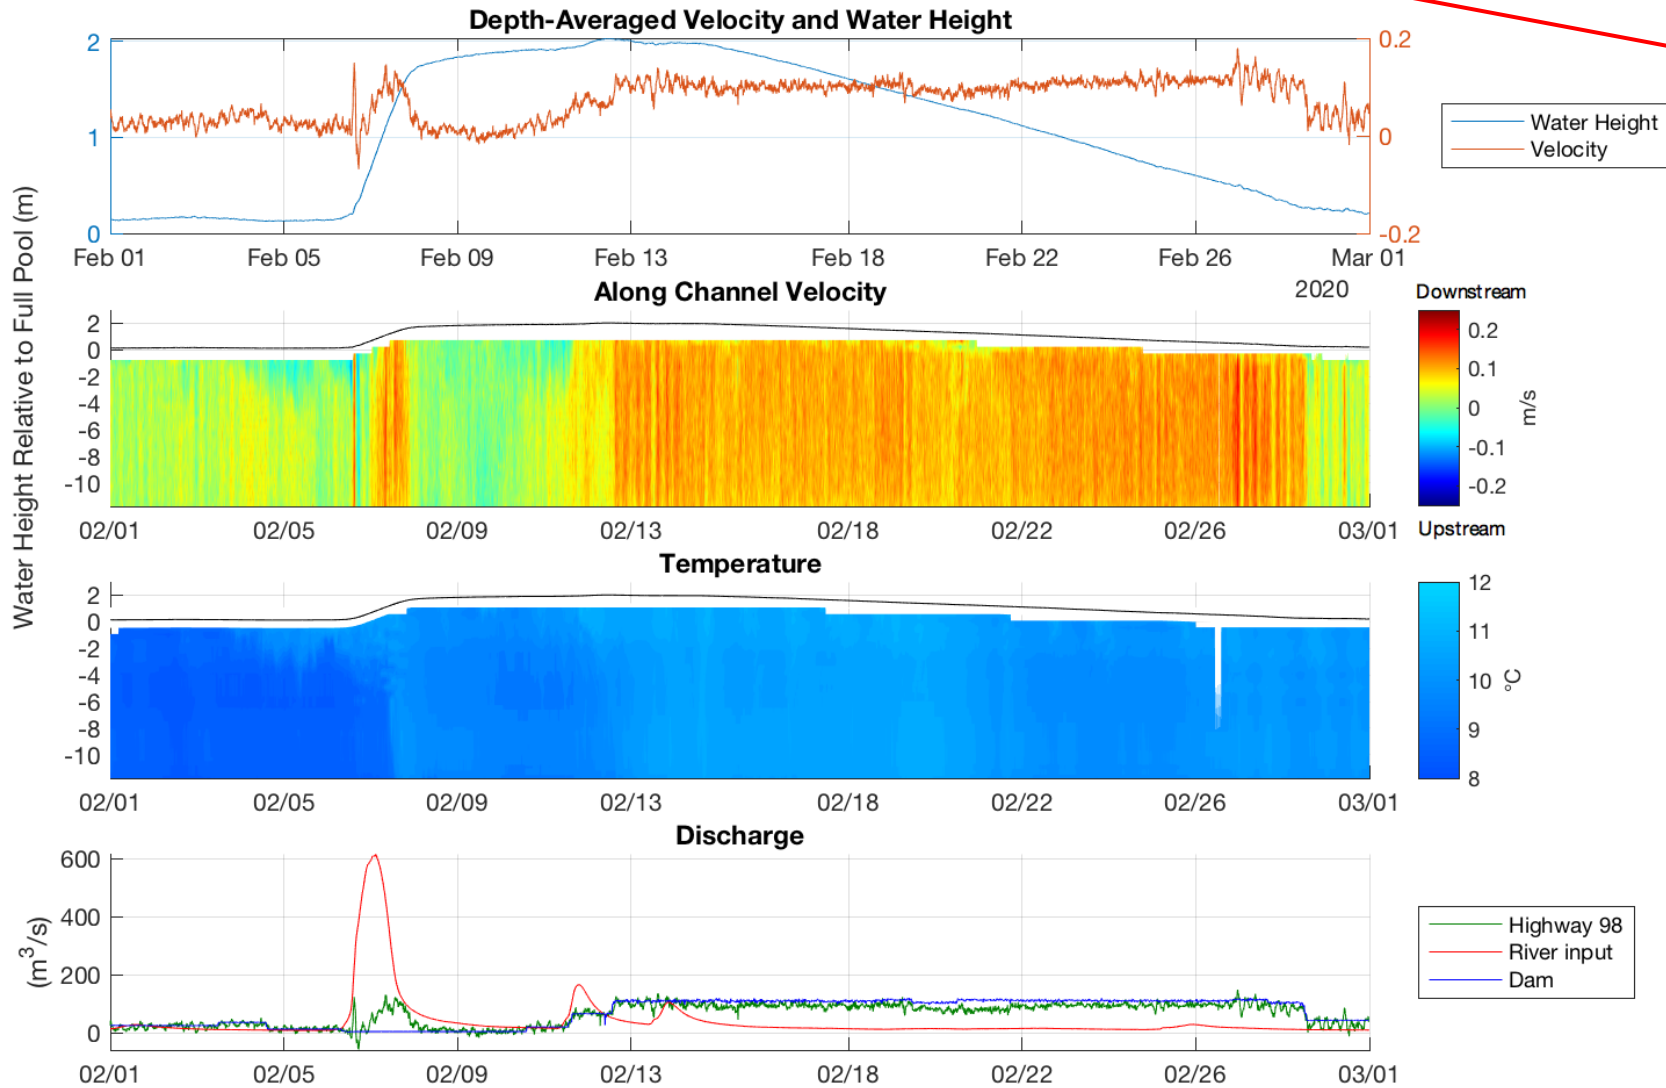 Depth-Averaged Velocity and Water Height
2
1
0
0.2
0
-0.2
Feb 01 Feb 05 Feb 09 Feb 13 Feb 18 Feb 22 Feb 26 Mar 01
2020
Water Height
Velocity
Water Height Relative to Full Pool (m)
Along Channel Velocity
2
0
-2
-4
-6
-8
-10
02/01 02/05 02/09 02/13 02/18 02/22 02/26 03/01
Downstream
0.2
0.1
0
-0.1
-0.2
m/s
Upstream
Temperature
2
0
-2
-4
-6
-8
-10
02/01 02/05 02/09 02/13 02/18 02/22 02/26 03/01
12
11
10
9
8
°C
Discharge
600
400
200
0
(m³/s)
02/01 02/05 02/09 02/13 02/18 02/22 02/26 03/01
Highway 98
River input
Dam